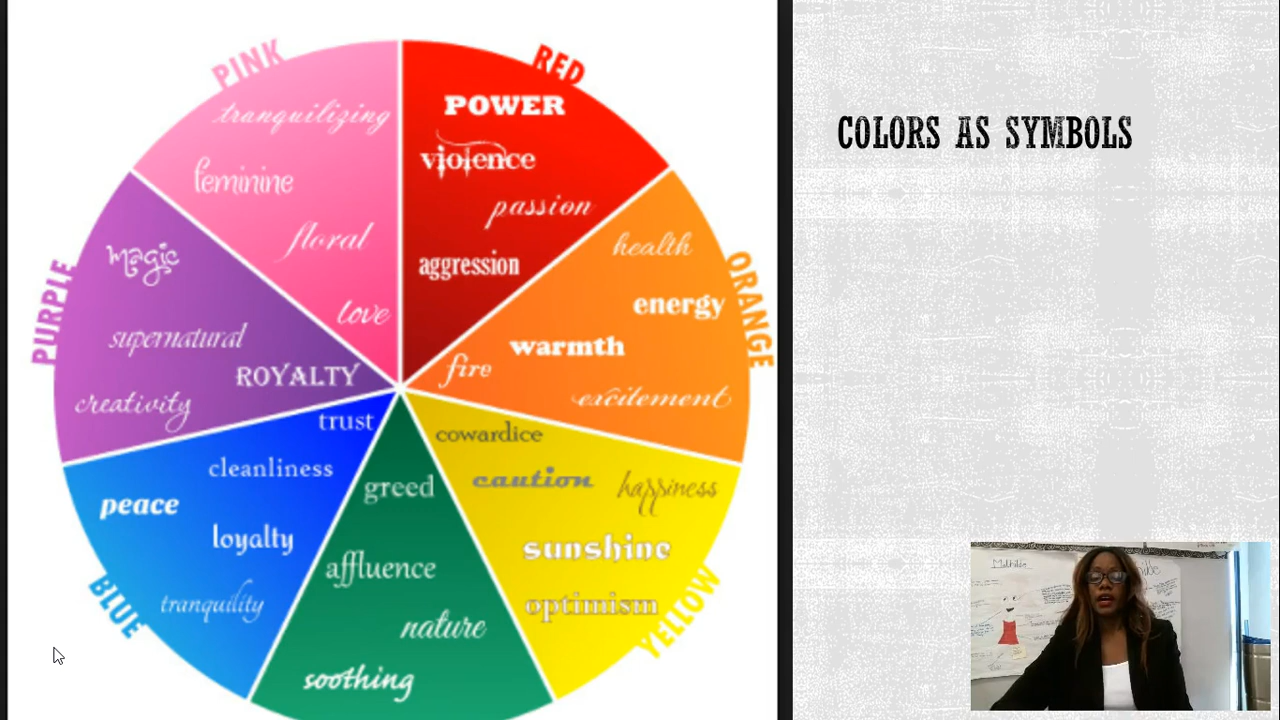 COLORS AS SYMBOLS
PINK
tranquilizing
feminine
floral
love
RED
POWER
violence
passion
aggression
ORANGE
health
energy
warmth
fire
excitement
YELLOW
cowardice
caution
happiness
sunshine
optimism
greed
affluence
nature
soothing
BLUE
trust
cleanliness
peace
loyalty
tranquility
PURPLE
magic
supernatural
ROYALTY
creativity